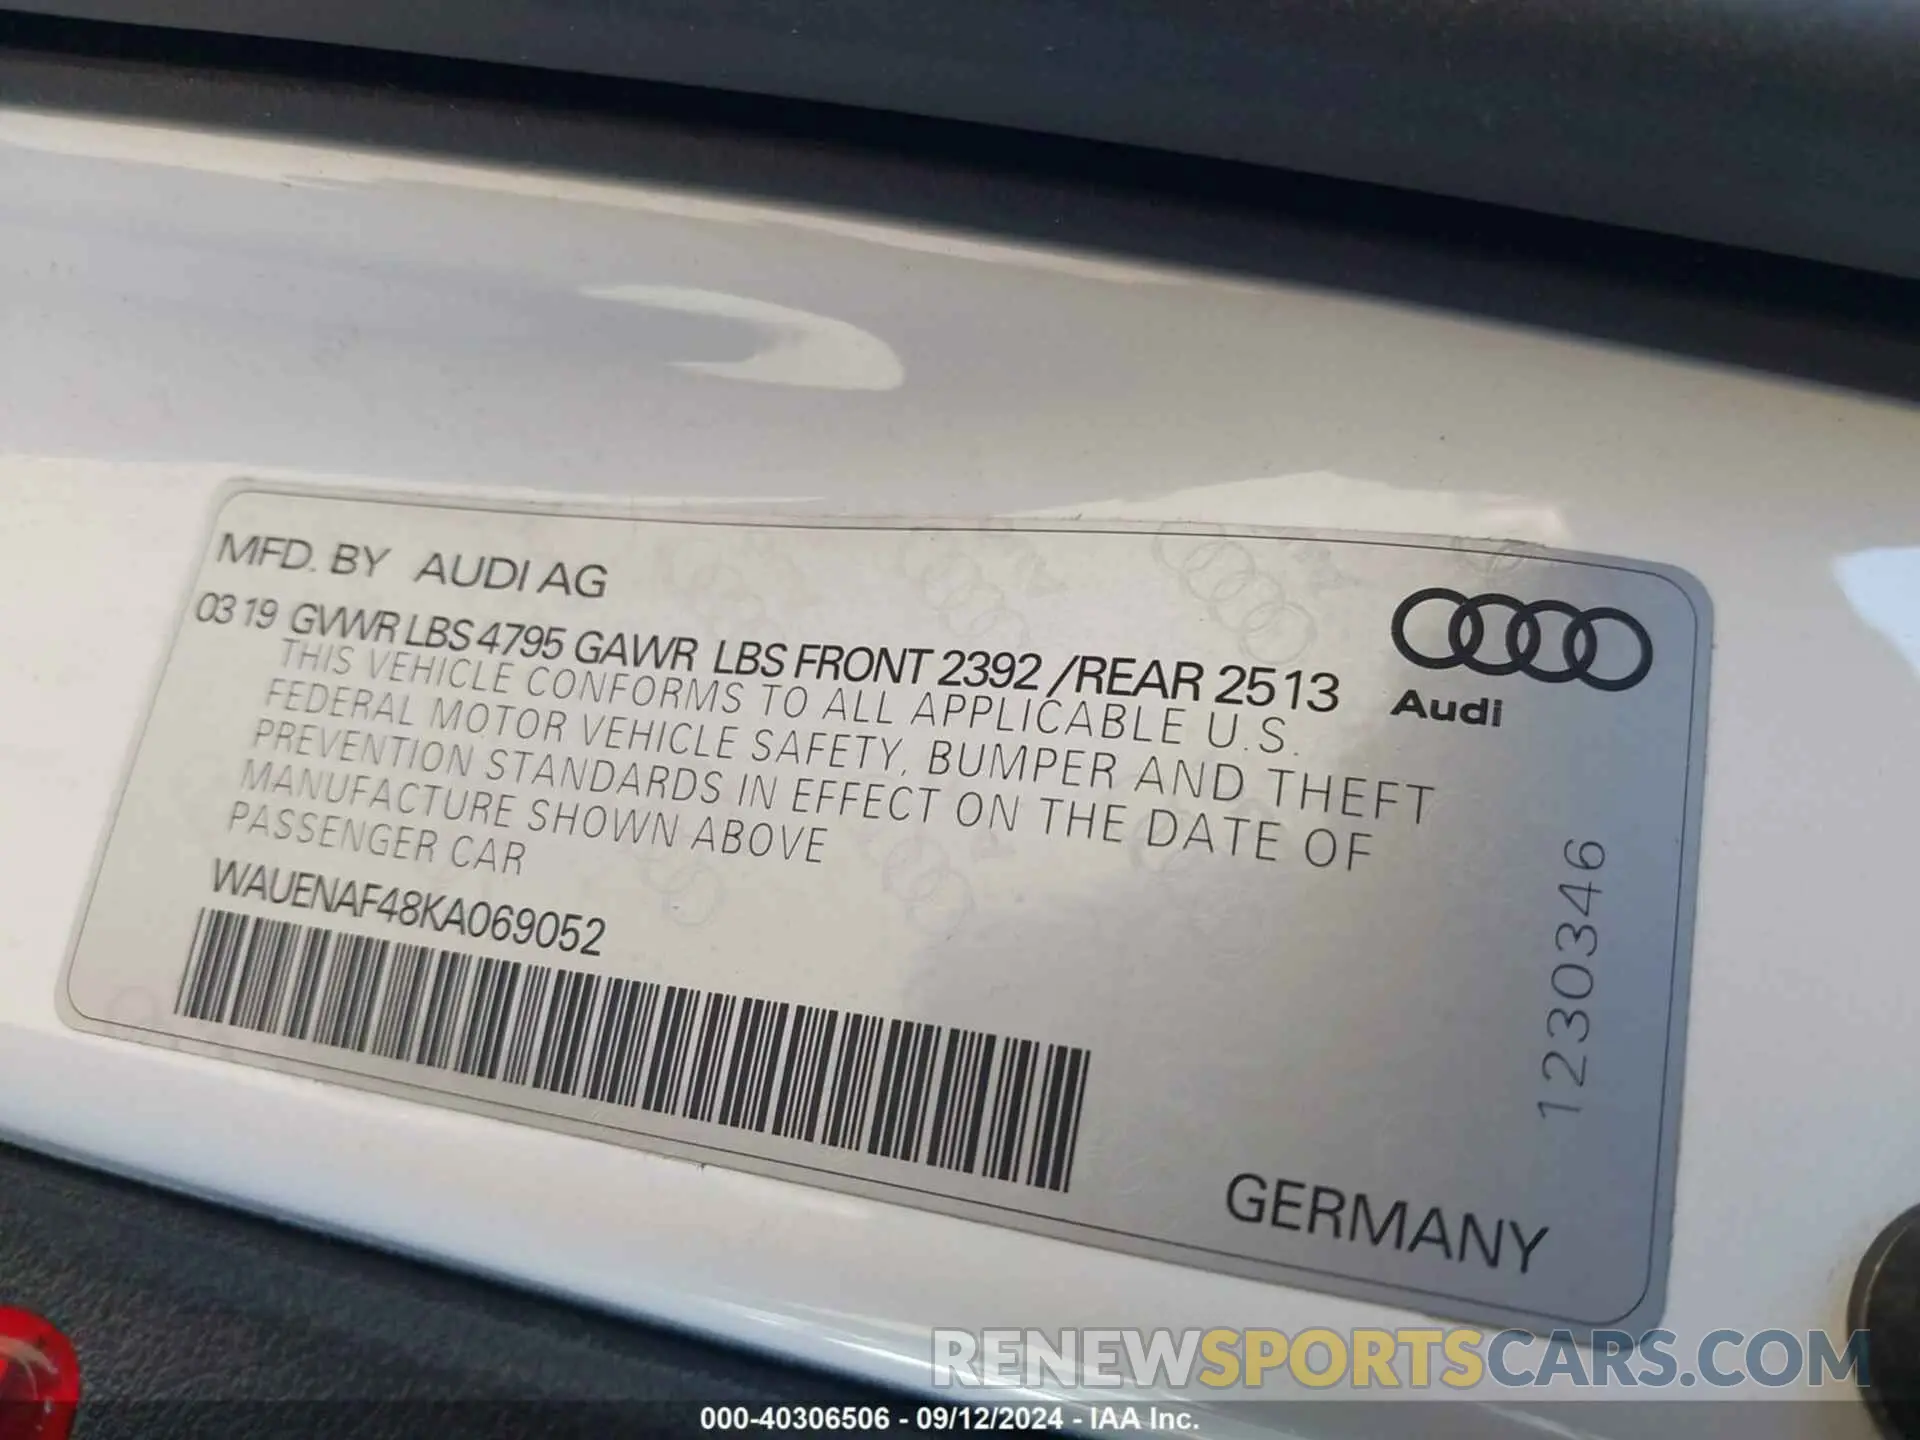 MFD. BY AUDI AG
03 19 GVWR LBS 4795 GAWR LBS FRONT 2392 /REAR 2513
THIS VEHICLE CONFORMS TO ALL APPLICABLE U.S.
FEDERAL MOTOR VEHICLE SAFETY, BUMPER AND THEFT
PREVENTION STANDARDS IN EFFECT ON THE DATE OF
MANUFACTURE SHOWN ABOVE
PASSENGER CAR
WAUENAF48KA069052
Audi
1230346
GERMANY
RENEWSPORTSCARS.COM
000-40306506 - 09/12/2024 - IAA Inc.